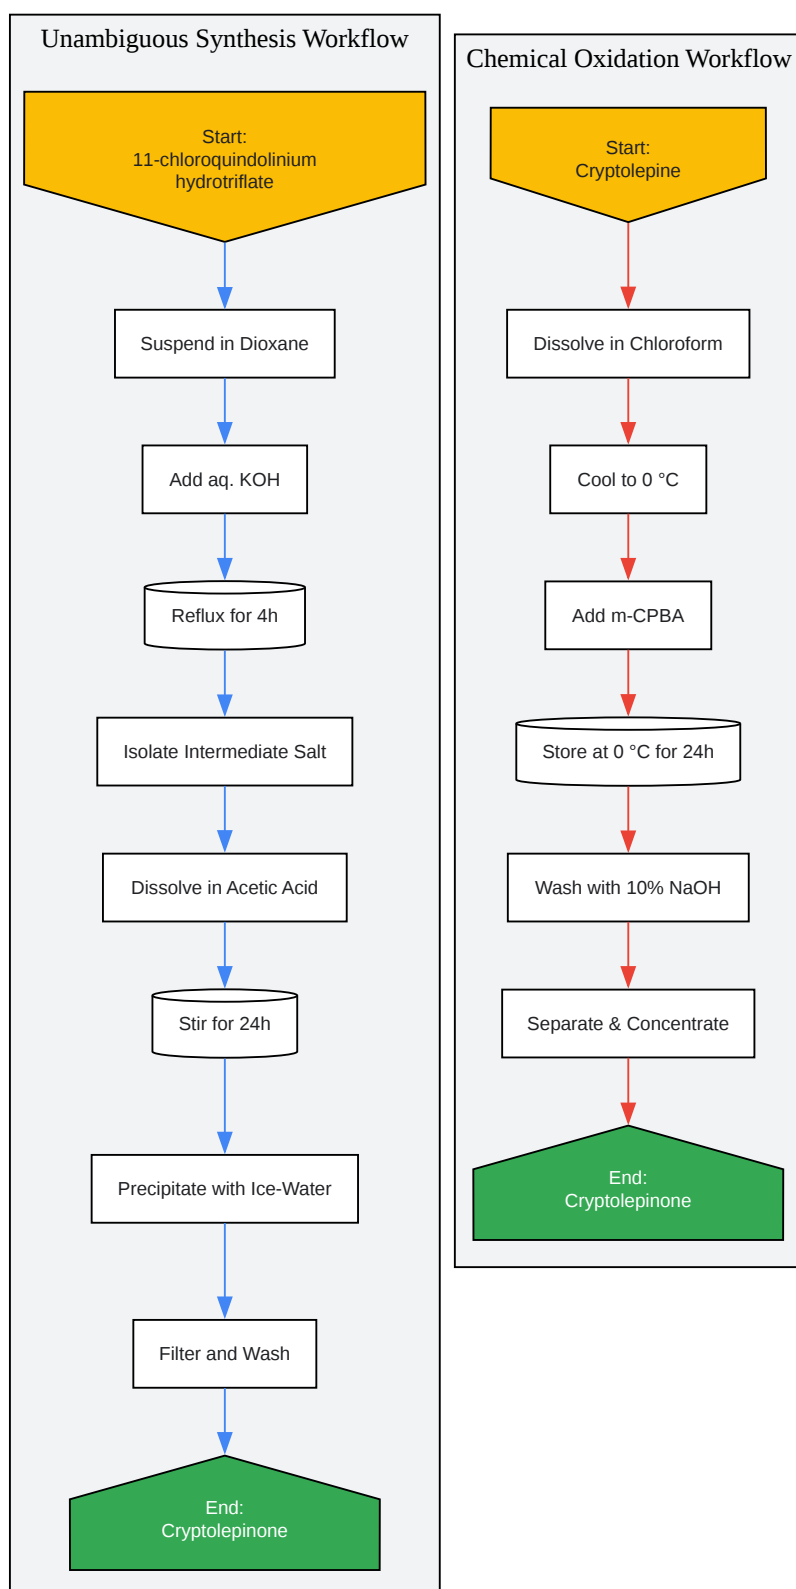 Unambiguous Synthesis Workflow
Start:
11-chloroquindolinium
hydrotriflate
Suspend in Dioxane
Add aq. KOH
Reflux for 4h
Isolate Intermediate Salt
Dissolve in Acetic Acid
Stir for 24h
Precipitate with Ice-Water
Filter and Wash
End:
Cryptolepinone
Chemical Oxidation Workflow
Start:
Cryptolepine
Dissolve in Chloroform
Cool to 0 °C
Add m-CPBA
Store at 0 °C for 24h
Wash with 10% NaOH
Separate & Concentrate
End:
Cryptolepinone